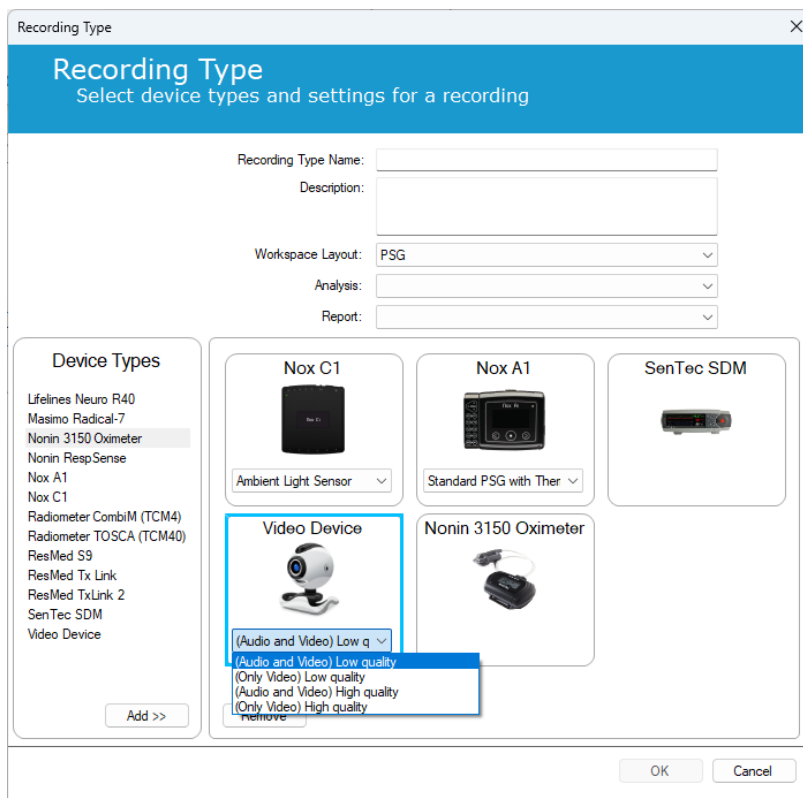 Recording Type
Recording Type
Select device types and settings for a recording
Recording Type Name:
Description:
Workspace Layout: PSG
Analysis:
Report:
Device Types
Lifelines Neuro R40
Masimo Radical-7
Nonin 3150 Oximeter
Nonin RespSense
Nox A1
Nox C1
Radiometer CombiM (TCM4)
Radiometer TOSCA (TCM40)
ResMed S9
ResMed Tx Link
ResMed TxLink 2
SenTec SDM
Video Device
Add >>
Nox C1
Nox C1
Ambient Light Sensor
Nox A1
Nox A1
Standard PSG with Ther
SenTec SDM
Video Device
(Audio and Video) Low q
(Audio and Video) Low quality
(Only Video) Low quality
(Audio and Video) High quality
(Only Video) High quality
Nonin 3150 Oximeter
Remove
OK
Cancel